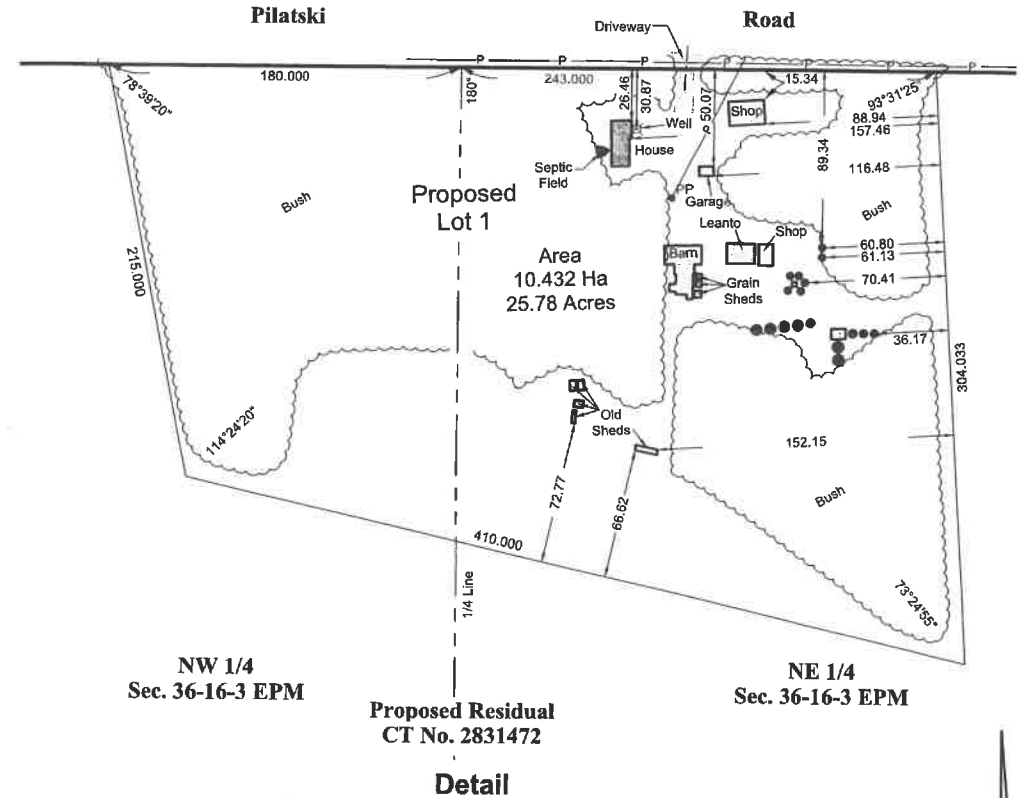 Pilatski Road
Driveway
P P P P P P
180.000 243.000 15.34
78°39'20" 180° 26.46 30.87 P 50.07 93°31'25"
Shop 88.94
Well 157.46
House 89.34
Septic Field 116.48
Bush Proposed Lot 1 PP Garag Bush
Leanto Shop
60.80
61.13
Barn
215.000 Area
10.432 Ha
25.78 Acres
Grain Sheds
70.41
36.17
304.033
114°24'20" Old Sheds
152.15
72.77 66.62 Bush
410.000
73°24'55"
1/4 Line
NW 1/4 NE 1/4
Sec. 36-16-3 EPM Sec. 36-16-3 EPM
Proposed Residual
CT No. 2831472
Detail